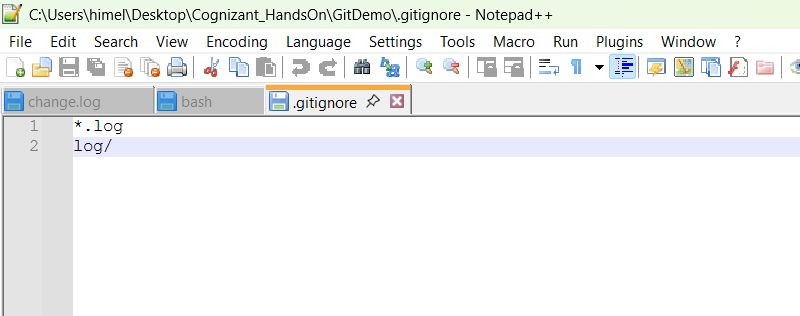 C:\Users\himel\Desktop\Cognizant_HandsOn\GitDemo\.gitignore - Notepad++
File Edit Search View Encoding Language Settings Tools Macro Run Plugins Window ?
change.log bash .gitignore
1 *.log
2 log/